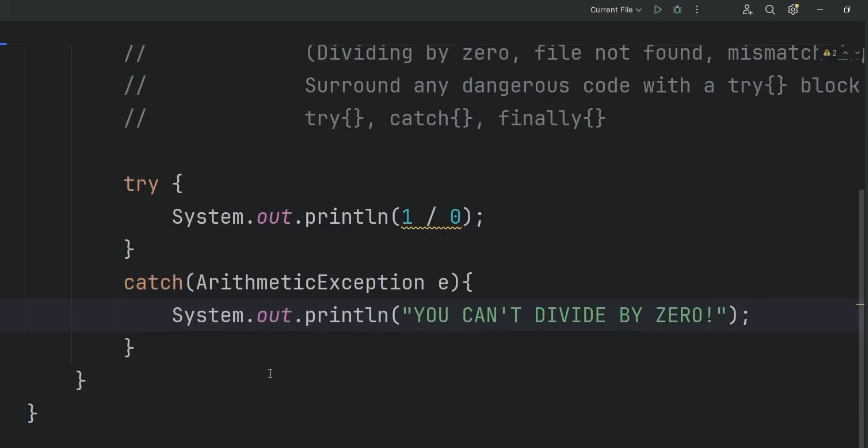 Current File
// (Dividing by zero, file not found, mismatch
2
// Surround any dangerous code with a try{} block
// try{}, catch{}, finally{}
try {
System.out.println(1 / 0);
}
catch(ArithmeticException e){
System.out.println("YOU CAN'T DIVIDE BY ZERO!");
}
}
}